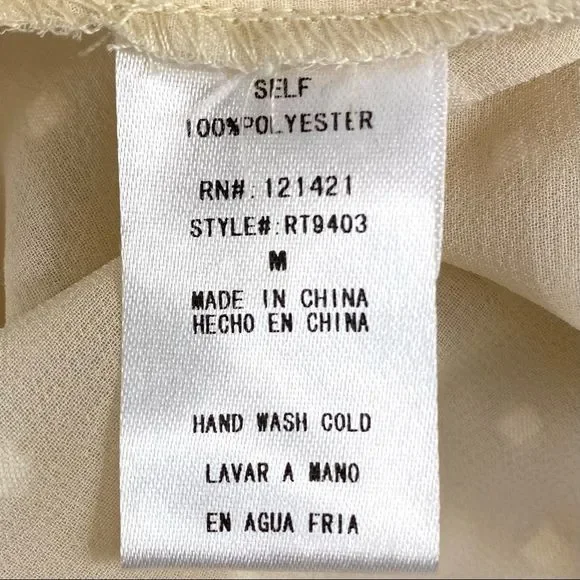 SELF
100%POLYESTER
RN#: 121421
STYLE#:RT9403
M
MADE IN CHINA
HECHO EN CHINA
HAND WASH COLD
LAVAR A MANO
EN AGUA FRIA